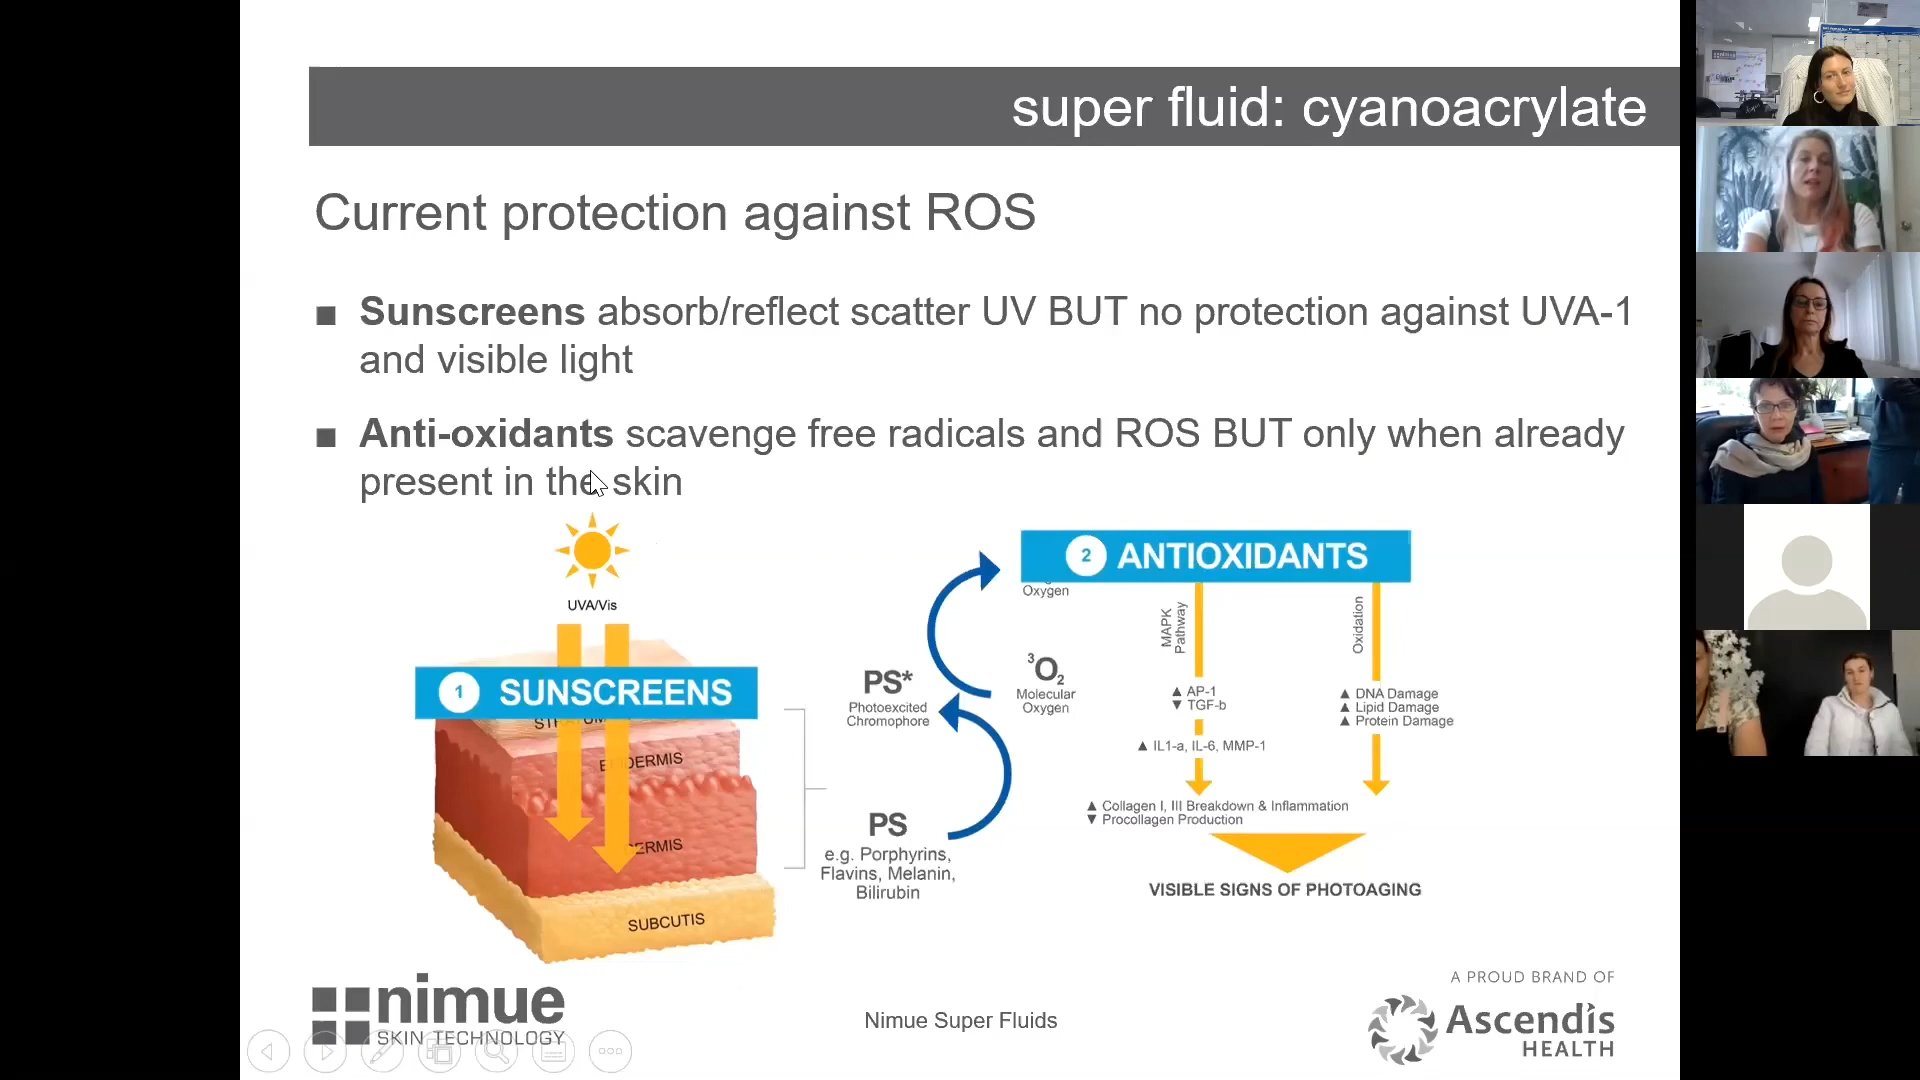 super fluid: cyanoacrylate
Current protection against ROS
■ Sunscreens absorb/reflect scatter UV BUT no protection against UVA-1
and visible light
■ Anti-oxidants scavenge free radicals and ROS BUT only when already
present in the skin
UVA/Vis
1 SUNSCREENS
EPIDERMIS
DERMIS
SUBCUTIS
PS*
Photoexcited
Chromophore
PS
e.g. Porphyrins,
Flavins, Melanin,
Bilirubin
2 ANTIOXIDANTS
Oxygen
³O₂
Molecular
Oxygen
MAPK
Pathway
▲ AP-1
▼ TGF-b
▲ IL1-a, IL-6, MMP-1
Oxidation
▲ DNA Damage
▲ Lipid Damage
▲ Protein Damage
▲ Collagen I, III Breakdown & Inflammation
▼ Procollagen Production
VISIBLE SIGNS OF PHOTOAGING
nimue
SKIN TECHNOLOGY
Nimue Super Fluids
A PROUD BRAND OF
Ascendis
HEALTH